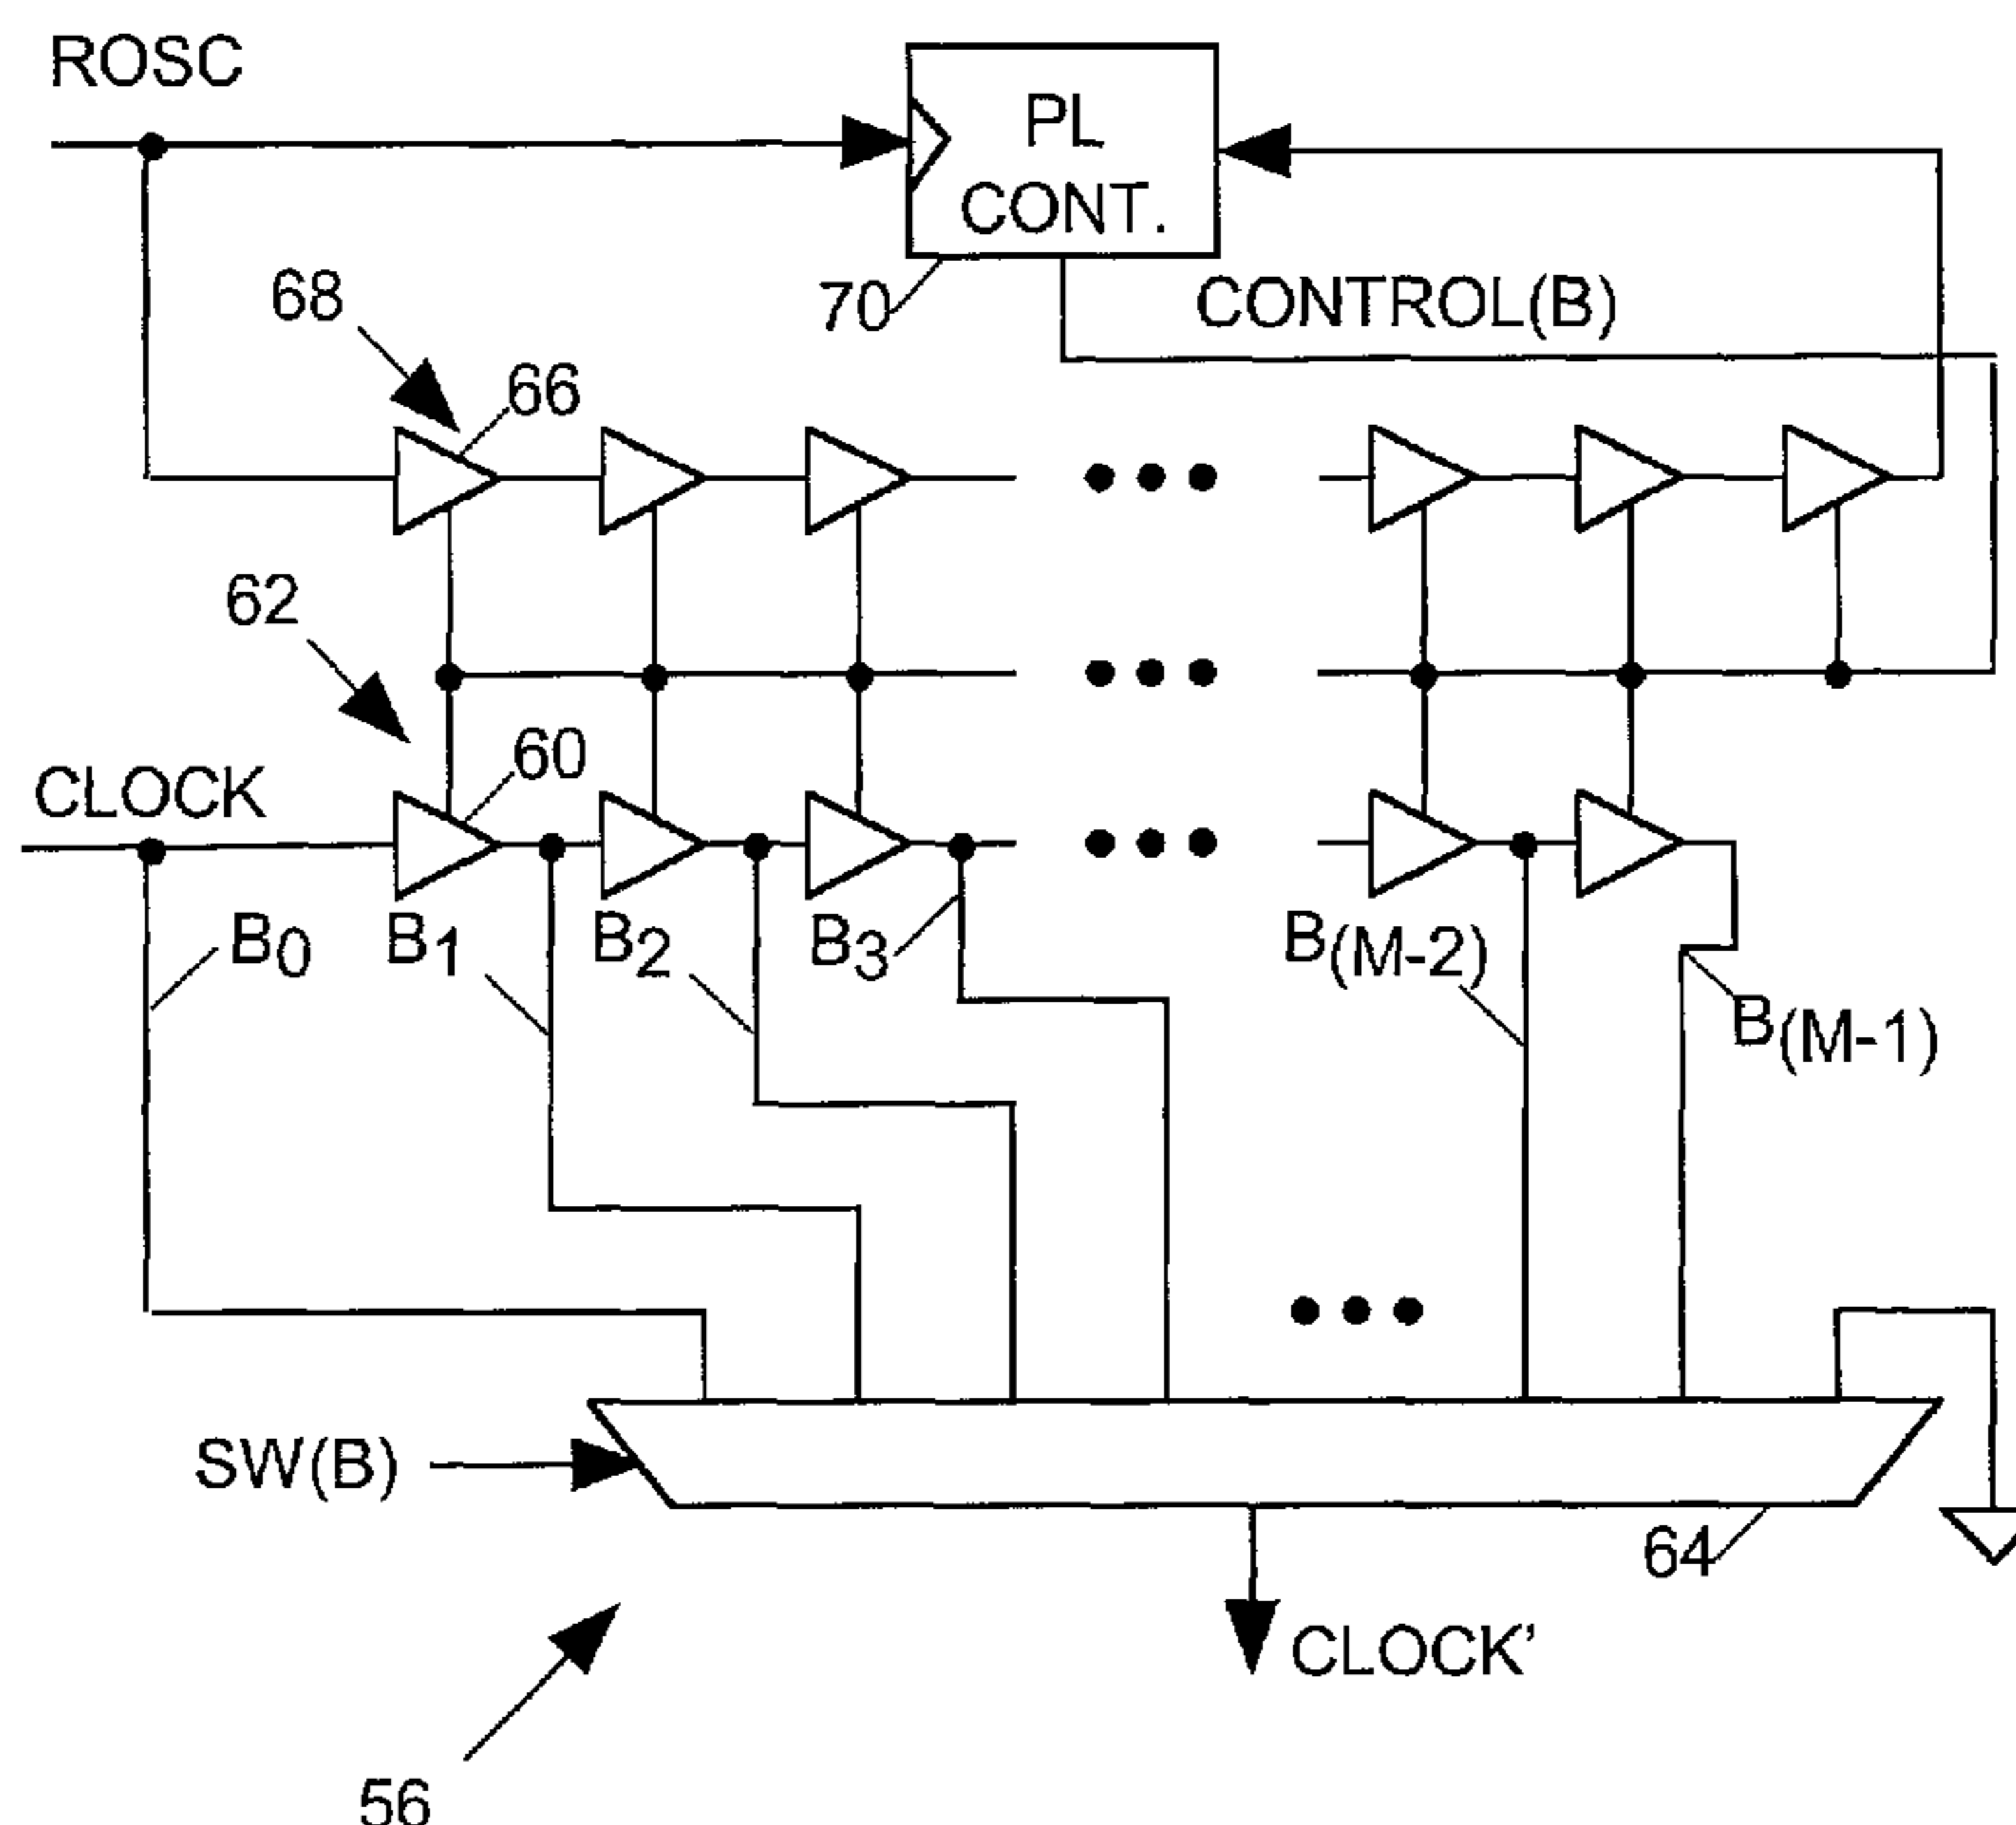 ROSC
PL
CONT.
70
CONTROL(B)
68
66
62
60
CLOCK
B0
B1
B2
B3
B(M-2)
B(M-1)
SW(B)
64
CLOCK'
56